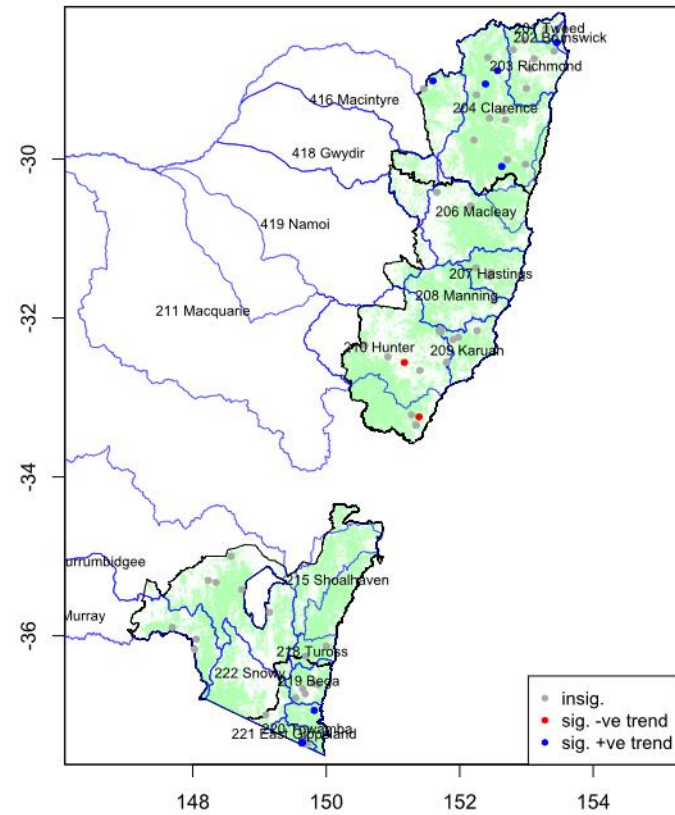 201 Tweed
202 Brunswick
203 Richmond
416 Macintyre
204 Clarence
418 Gwydir
-30
206 Macleay
419 Namoi
207 Hastings
208 Manning
211 Macquarie
-32
210 Hunter
209 Karuah
-34
urrumbidgee
215 Shoalhaven
Murray
-36
218 Tuross
222 Snowy
219 Bega
220 Towamba
221 East Gippsland
insig.
sig. -ve trend
sig. +ve trend
148
150
152
154